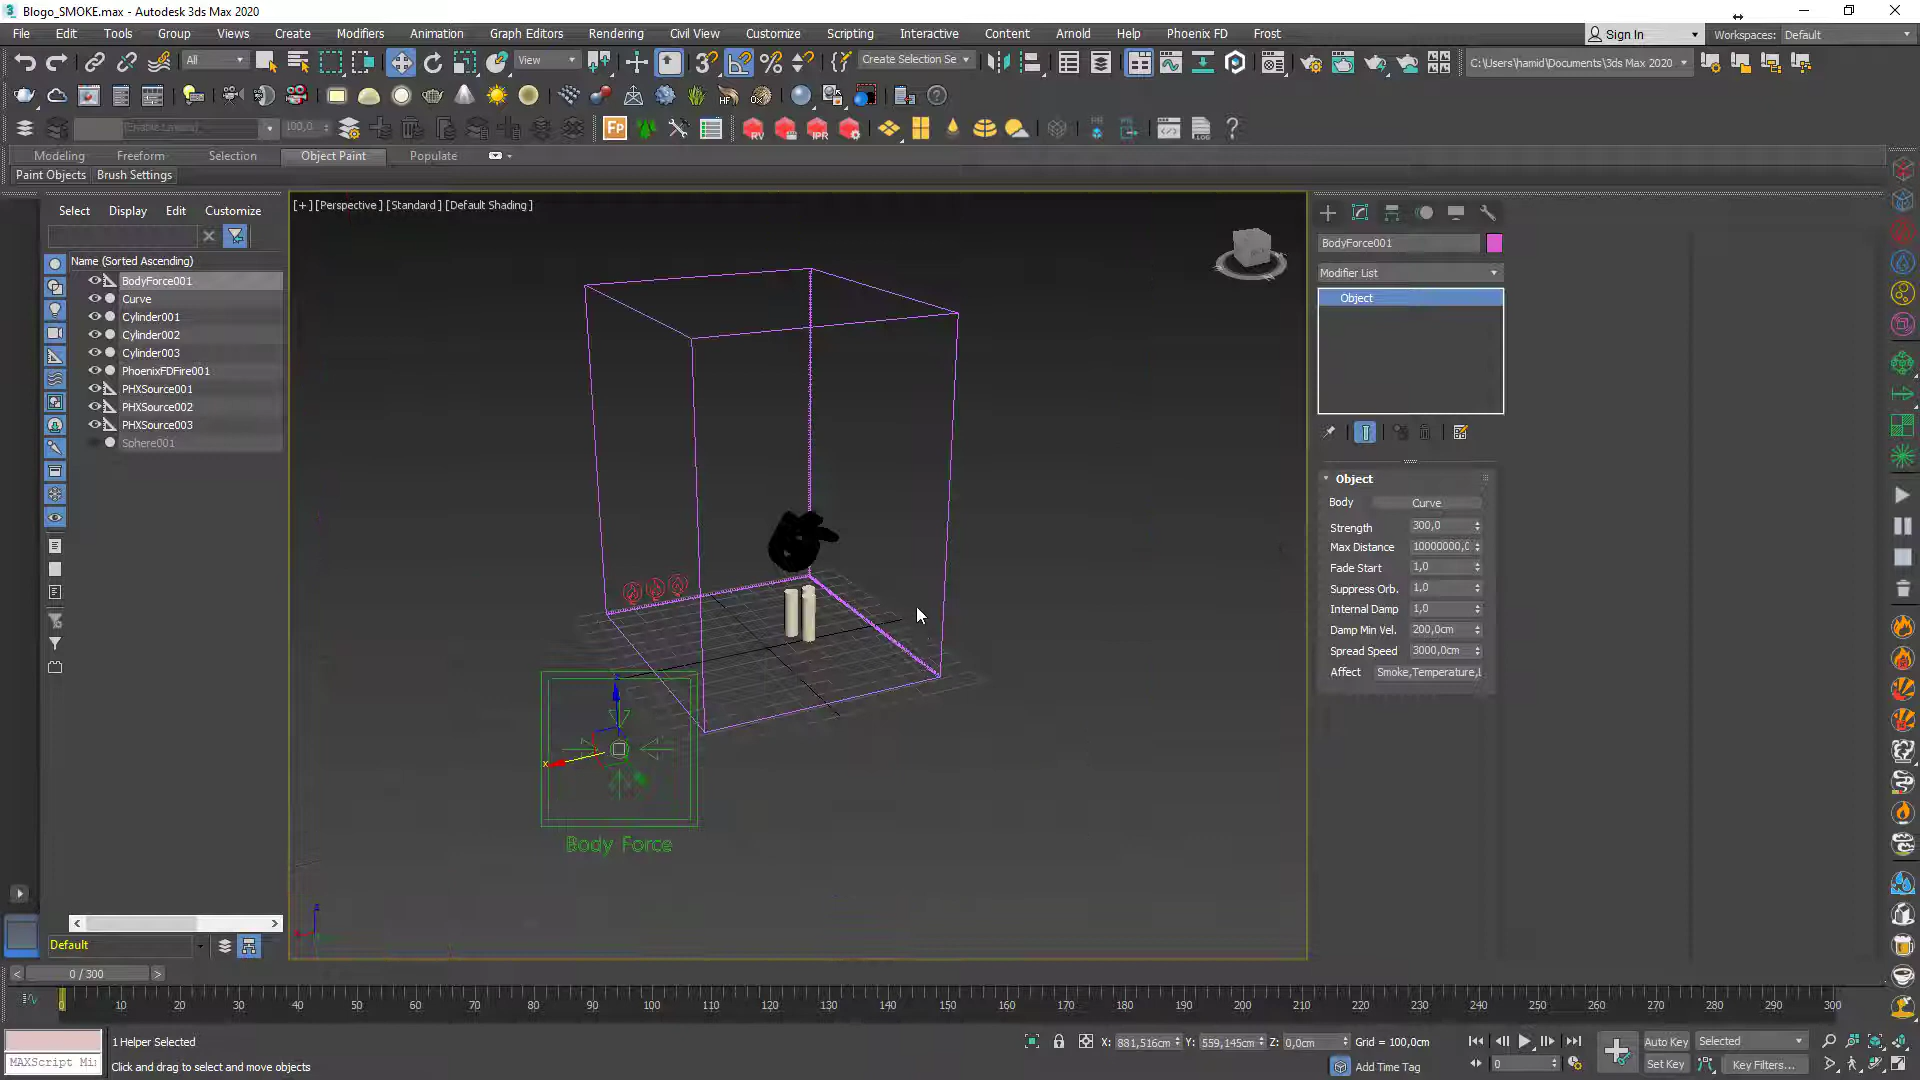 Blogo_SMOKE.max - Autodesk 3ds Max 2020
File Edit Tools Group Views Create Modifiers Animation Graph Editors Rendering Civil View Customize Scripting Interactive Content Arnold Help Phoenix FD Frost
Sign In
Workspaces: Default
All
View
Create Selection Se
C:\Users\hamid\Documents\3ds Max 2020
100,0
Modeling Freeform Selection Object Paint Populate
Paint Objects Brush Settings
Select Display Edit Customize
Name (Sorted Ascending)
BodyForce001
Curve
Cylinder001
Cylinder002
Cylinder003
PhoenixFDFire001
PHXSource001
PHXSource002
PHXSource003
Sphere001
[+] [Perspective] [Standard] [Default Shading]
Body Force
x
BodyForce001
Modifier List
Object
Object
Body Curve
Strength 300,0
Max Distance 10000000,0
Fade Start 1,0
Suppress Orb. 1,0
Internal Damp 1,0
Damp Min Vel. 200,0cm
Spread Speed 3000,0cm
Affect Smoke,Temperature,
Default
0 / 300
0 10 20 30 40 50 60 70 80 90 100 110 120 130 140 150 160 170 180 190 200 210 220 230 240 250 260 270 280 290 300
1 Helper Selected
MAXScript Mi
Click and drag to select and move objects
X: 881,516cm Y: 559,145cm Z: 0,0cm Grid = 100,0cm
Add Time Tag
0
Auto Key Selected
Set Key Key Filters...